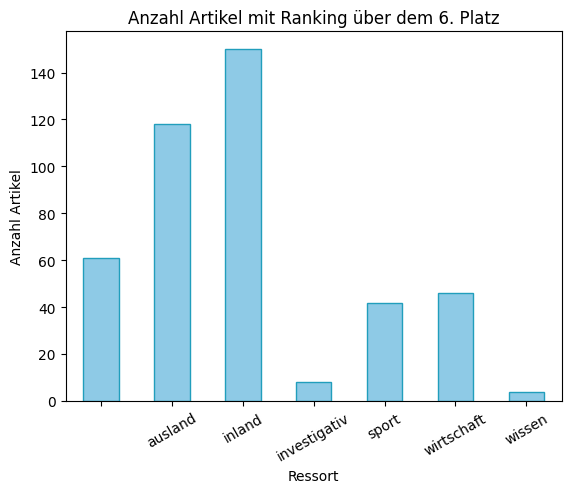 Anzahl Artikel mit Ranking über dem 6. Platz
Anzahl Artikel
140
120
100
80
60
40
20
0
ausland
inland
investigativ
sport
wirtschaft
wissen
Ressort